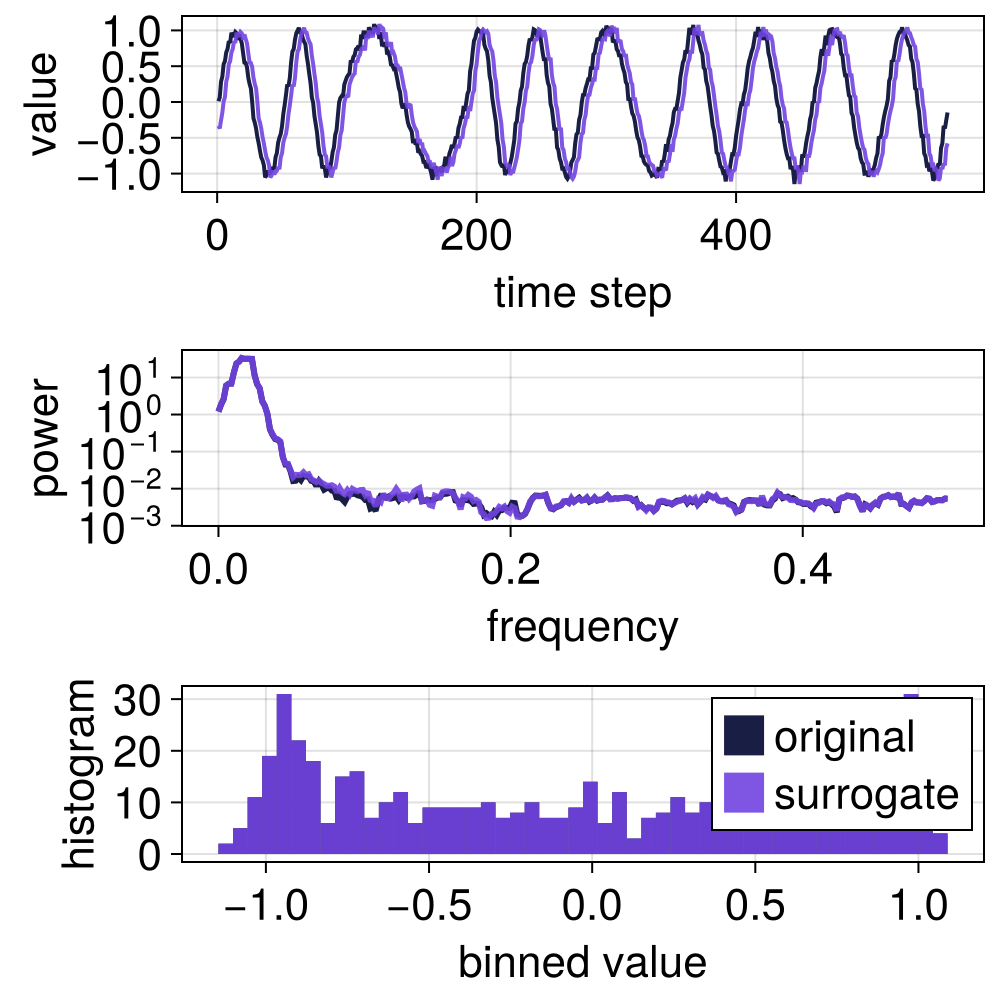 value
1.0
0.5
0.0
−0.5
−1.0
0 200 400
time step
power
10¹
10⁰
10⁻¹
10⁻²
10⁻³
0.0 0.2 0.4
frequency
histogram
30
20
10
0
original
surrogate
−1.0 −0.5 0.0 0.5 1.0
binned value